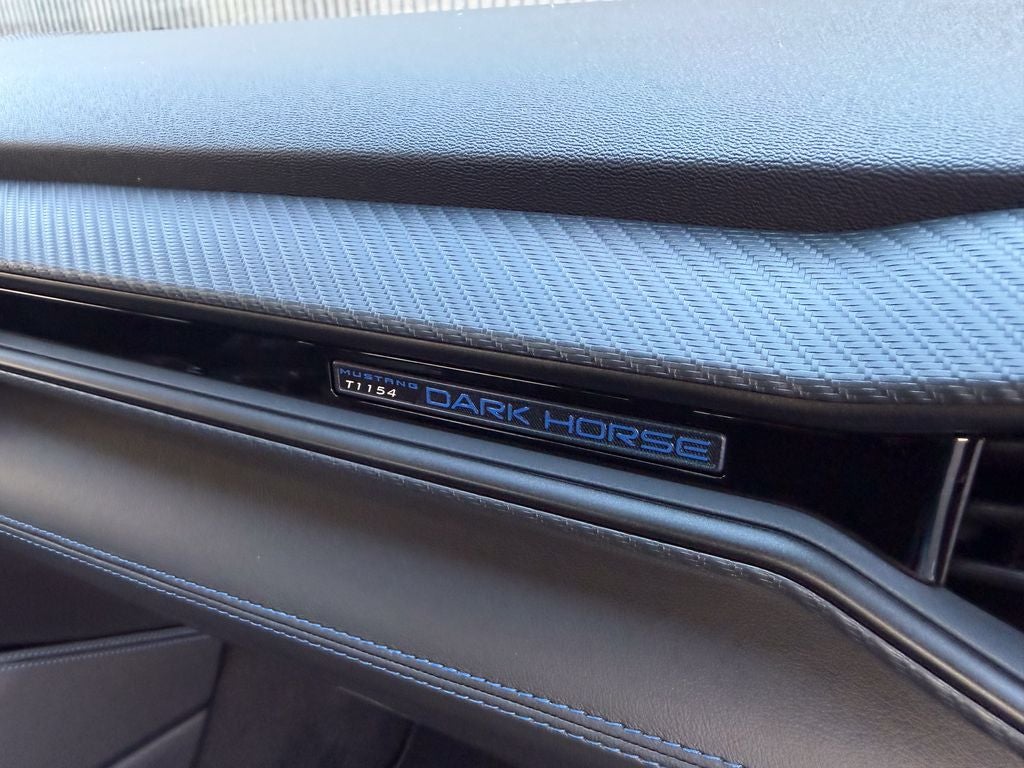 MUSTANG
T1154
DARK HORSE